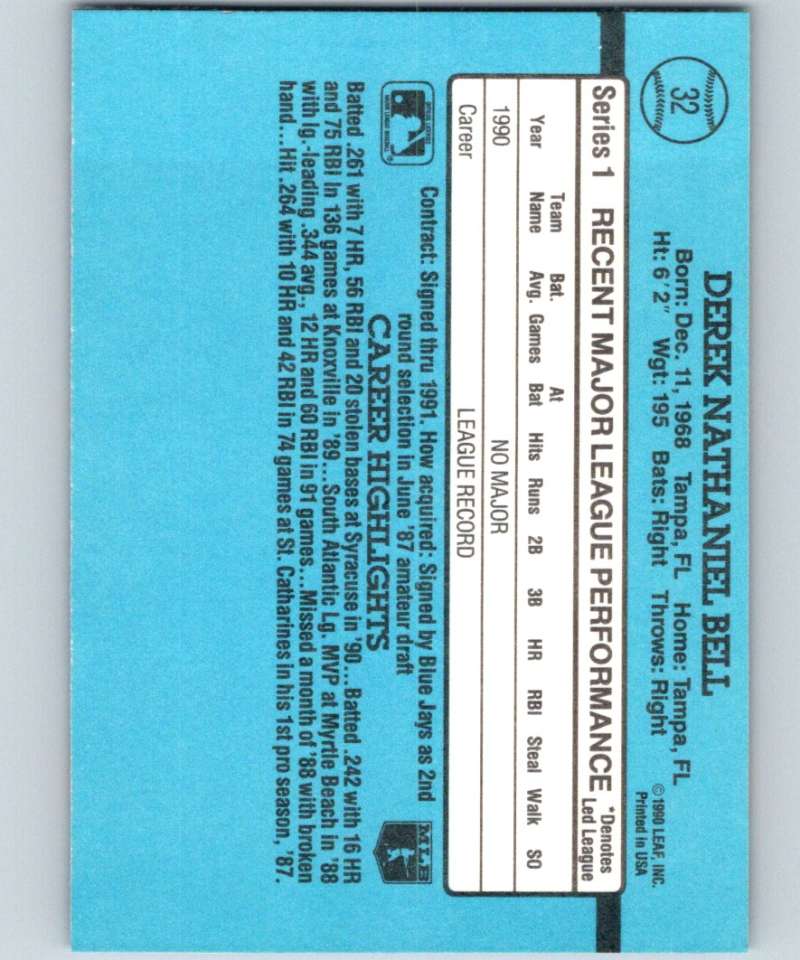 32
DEREK NATHANIEL BELL
Born: Dec. 11, 1968 Tampa, FL Home: Tampa, FL
Ht: 6'2" Wgt: 195 Bats: Right Throws: Right
©1990 LEAF, INC.
Printed in USA
Series 1 RECENT MAJOR LEAGUE PERFORMANCE *Denotes Led League
Year Team Name Bat. Avg. Games At Bat Hits Runs 2B 3B HR RBI Steal Walk SO
1990 NO MAJOR
Career LEAGUE RECORD
Contract: Signed thru 1991. How acquired: Signed by Blue Jays as 2nd
round selection in June '87 amateur draft
MLB
CAREER HIGHLIGHTS
Batted .261 with 7 HR, 56 RBI and 20 stolen bases at Syracuse in '90...Batted .242 with 16 HR
and 75 RBI in 136 games at Knoxville in '89...South Atlantic Lg. MVP at Myrtle Beach in '88
with lg.-leading .344 avg., 12 HR and 60 RBI in 91 games...Missed a month of '88 with broken
hand...Hit .264 with 10 HR and 42 RBI in 74 games at St. Catharines in his 1st pro season, '87.